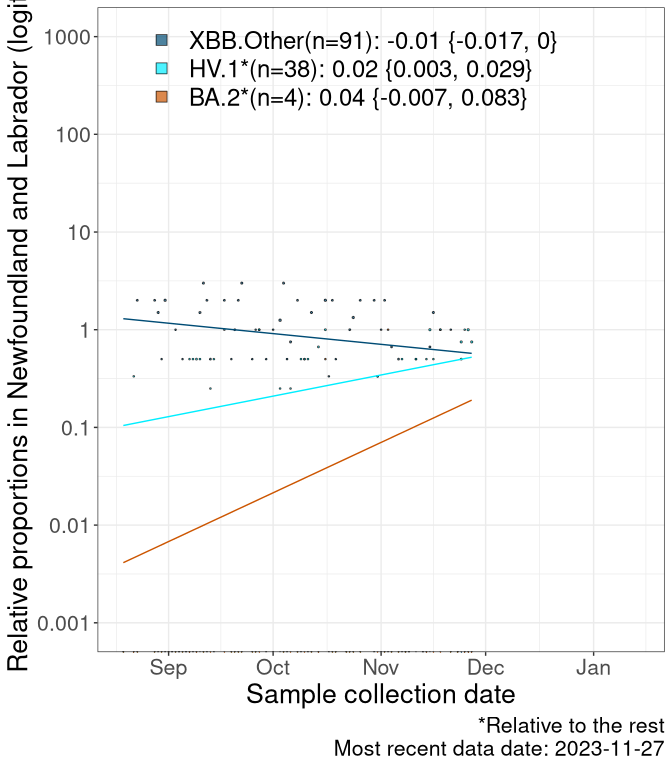 Relative proportions in Newfoundland and Labrador (logit
XBB.Other(n=91): -0.01 {-0.017, 0}
HV.1*(n=38): 0.02 {0.003, 0.029}
BA.2*(n=4): 0.04 {-0.007, 0.083}
1000
100
10
1
0.1
0.01
0.001
Sep Oct Nov Dec Jan
Sample collection date
*Relative to the rest
Most recent data date: 2023-11-27